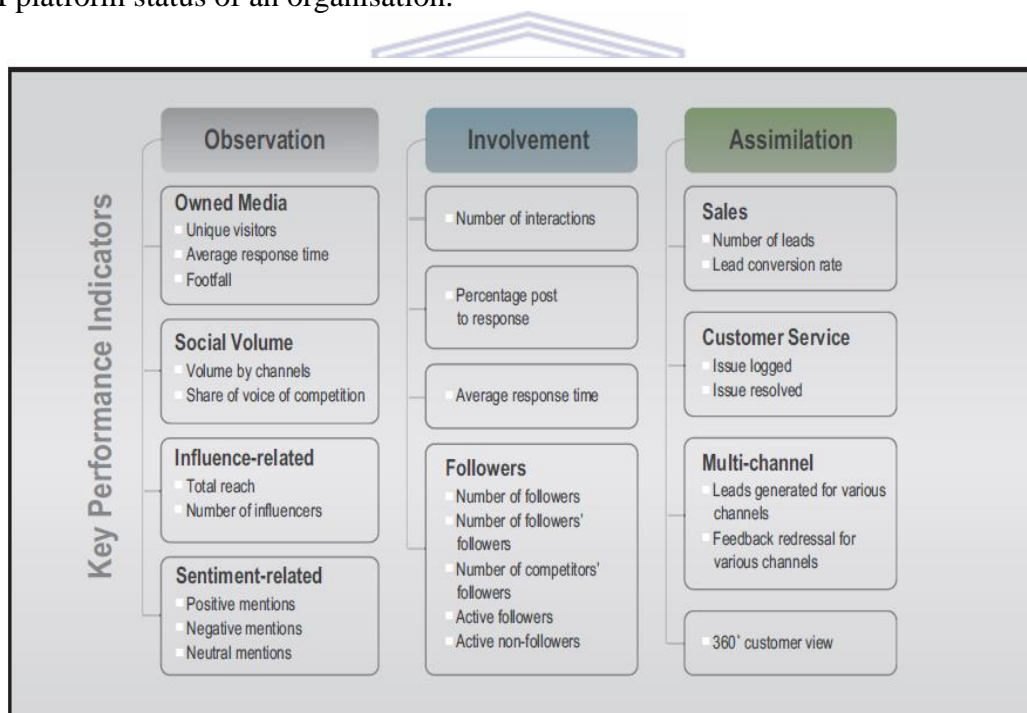 platform status of an organisation.
Key Performance Indicators
Observation
Owned Media
Unique visitors
Average response time
Footfall
Social Volume
Volume by channels
Share of voice of competition
Influence-related
Total reach
Number of influencers
Sentiment-related
Positive mentions
Negative mentions
Neutral mentions
Involvement
Number of interactions
Percentage post
to response
Average response time
Followers
Number of followers
Number of followers'
followers
Number of competitors'
followers
Active followers
Active non-followers
Assimilation
Sales
Number of leads
Lead conversion rate
Customer Service
Issue logged
Issue resolved
Multi-channel
Leads generated for various
channels
Feedback redressal for
various channels
360˚ customer view